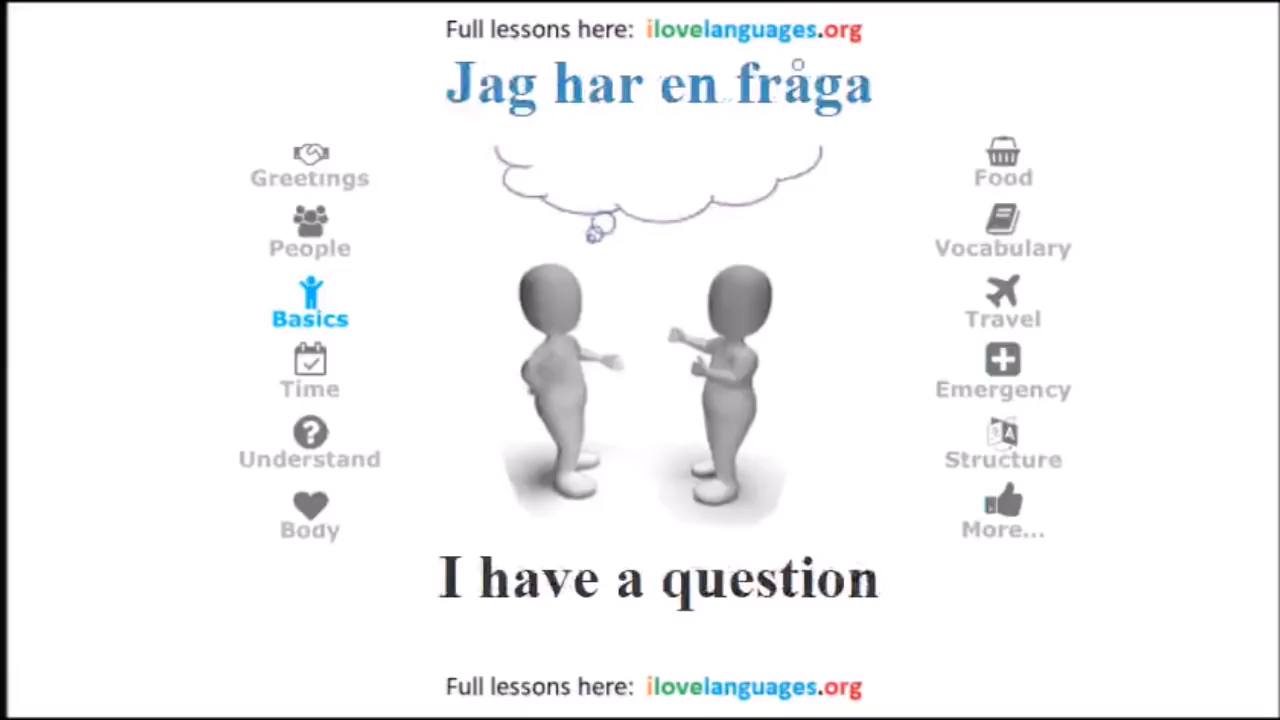 Full lessons here: ilovelanguages.org
Jag har en fråga
Greetings
People
Basics
Time
Understand
Body
Food
Vocabulary
Travel
Emergency
Structure
More...
I have a question
Full lessons here: ilovelanguages.org